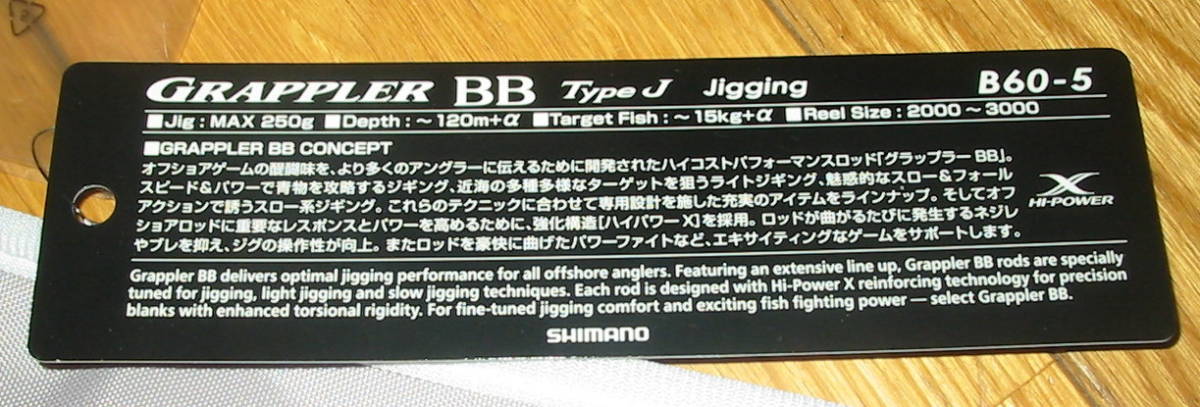 GRAPPLER BB Type J Jigging B60-5
■Jig : MAX 250g ■Depth : ~ 120m+α ■Target Fish : ~ 15kg+α ■Reel Size : 2000 ~ 3000
■GRAPPLER BB CONCEPT
オフショアゲームの醍醐味を、より多くのアングラーに伝えるために開発されたハイコストパフォーマンスロッド「グラップラー BB」。
スピード&パワーで青物を攻略するジギング、近海の多種多様なターゲットを狙うライトジギング、魅惑的なスロー&フォール
アクションで誘うスロー系ジギング。これらのテクニックに合わせて専用設計を施した充実のアイテムをラインナップ。そしてオフ
ショアロッドに重要なレスポンスとパワーを高めるために、強化構造[ハイパワーX]を採用。ロッドが曲がるたびに発生するネジレ
やブレを抑え、ジグの操作性が向上。またロッドを豪快に曲げたパワーファイトなど、エキサイティングなゲームをサポートします。
X
HI-POWER
Grappler BB delivers optimal jigging performance for all offshore anglers. Featuring an extensive line up, Grappler BB rods are specially
tuned for jigging, light jigging and slow jigging techniques. Each rod is designed with Hi-Power X reinforcing technology for precision
blanks with enhanced torsional rigidity. For fine-tuned jigging comfort and exciting fish fighting power — select Grappler BB.
SHIMANO